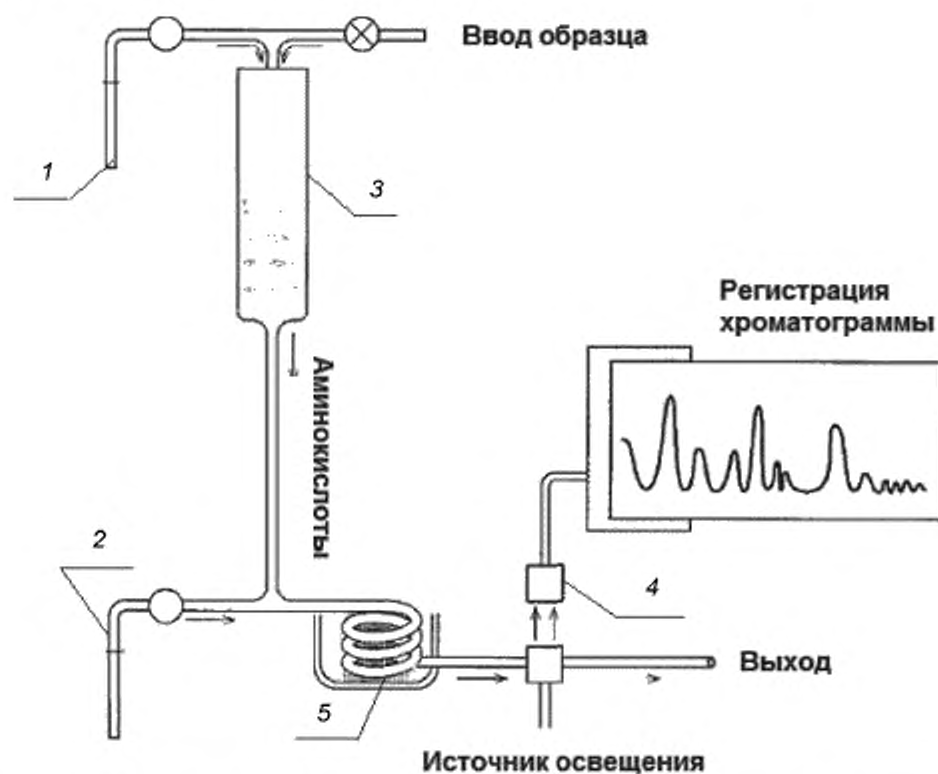 Ввод образца
1
3
Регистрация
хроматограммы
Аминокислоты
2
4
Выход
5
Источник освещения